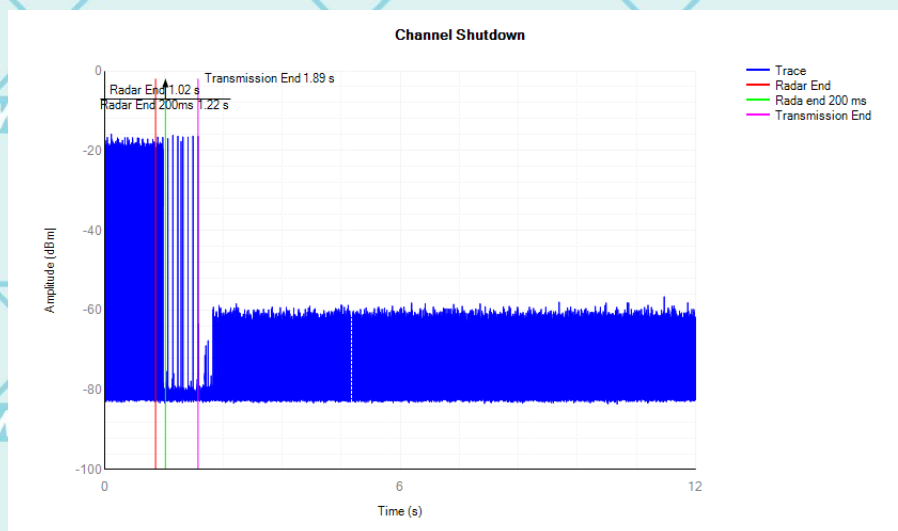 Channel Shutdown
Transmission End 1.89 s
Radar End 1.02 s
Radar End 200ms 1.22 s
Trace
Radar End
Rada end 200 ms
Transmission End
0
-20
-40
-60
-80
-100
Amplitude [dBm]
0
6
12
Time (s)